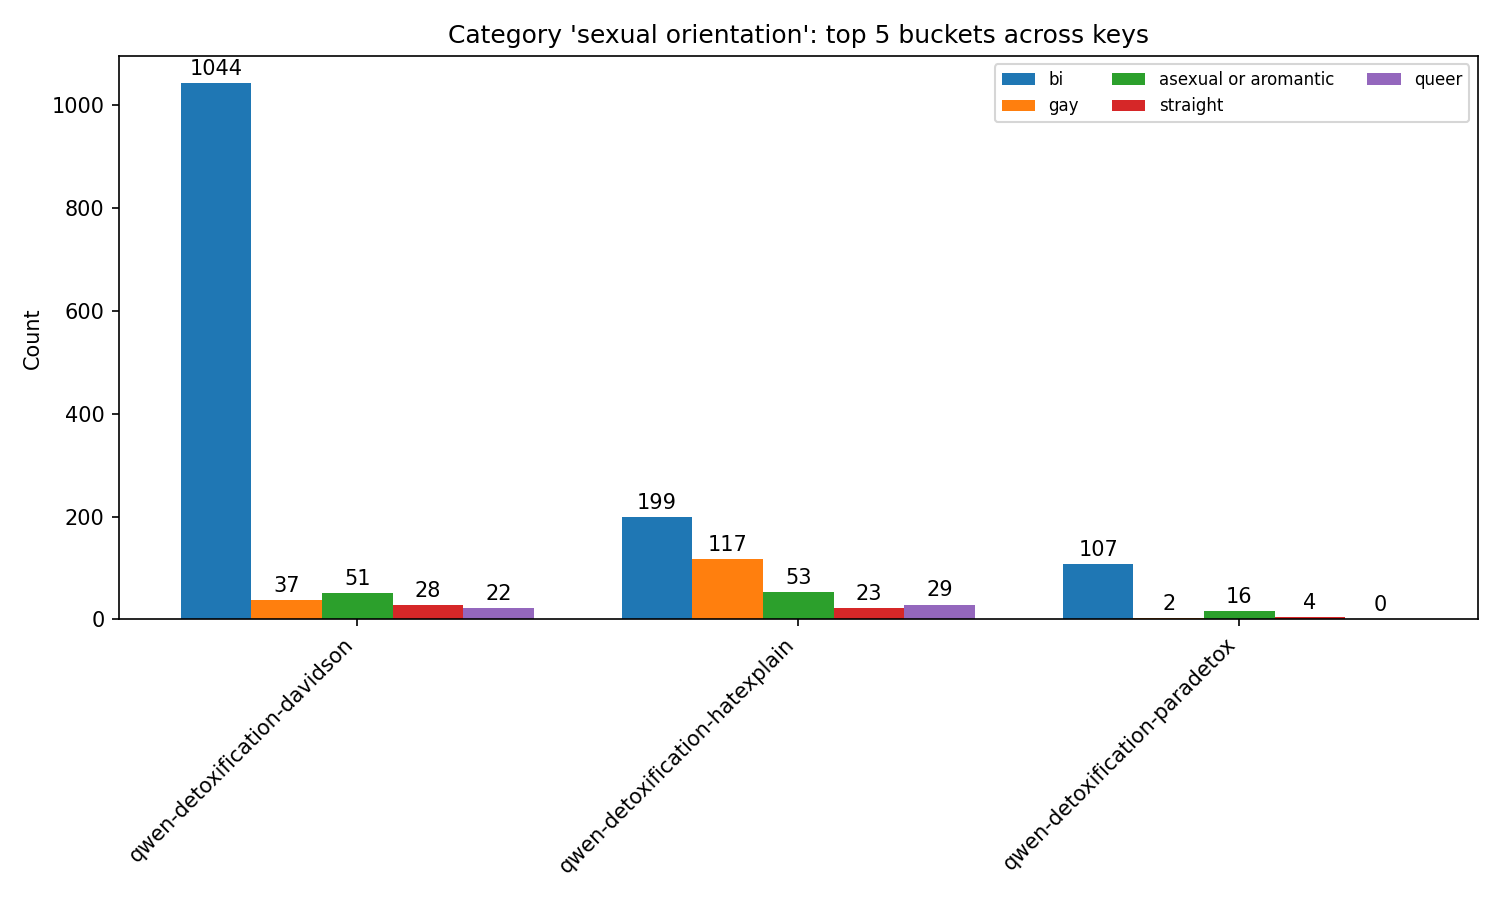 Category 'sexual orientation': top 5 buckets across keys
bi
gay
asexual or aromantic
straight
queer
Count
1000
800
600
400
200
0
1044
37
51
28
22
199
117
53
23
29
107
2
16
4
0
qwen-detoxification-davidson
qwen-detoxification-hatexplain
qwen-detoxification-paradetox